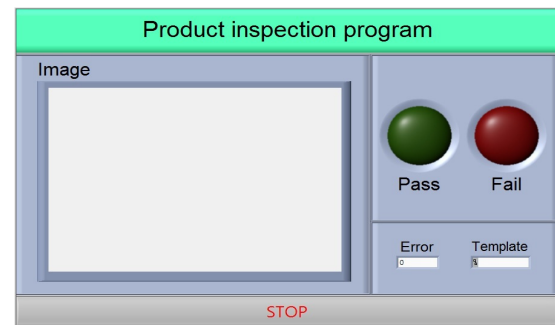 Product inspection program
Image
Pass Fail
Error Template
0
STOP